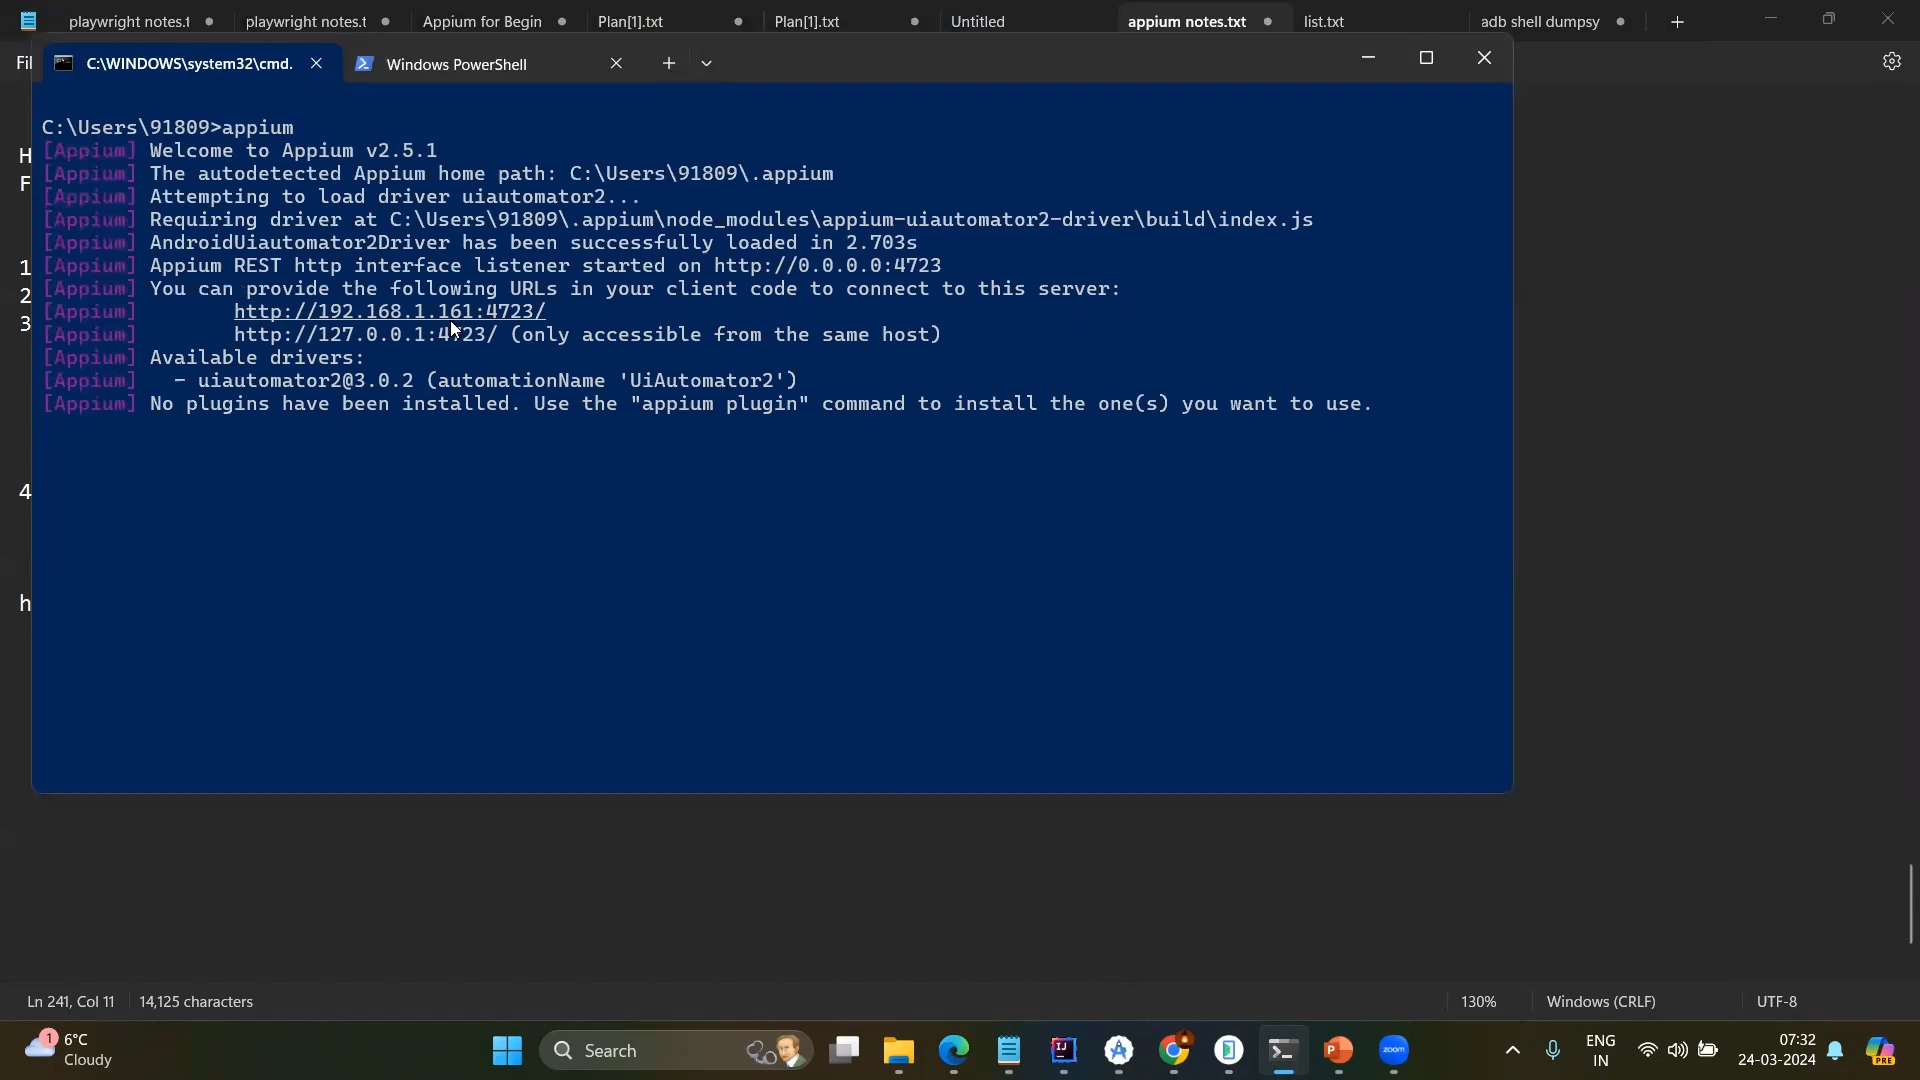 playwright notes.t
playwright notes.t
Appium for Begin
Plan[1].txt
Plan[1].txt
Untitled
appium notes.txt
list.txt
adb shell dumpsy
C:\WINDOWS\system32\cmd.
Windows PowerShell
C:\Users\91809>appium
[Appium] Welcome to Appium v2.5.1
[Appium] The autodetected Appium home path: C:\Users\91809\.appium
[Appium] Attempting to load driver uiautomator2...
[Appium] Requiring driver at C:\Users\91809\.appium\node_modules\appium-uiautomator2-driver\build\index.js
[Appium] AndroidUiautomator2Driver has been successfully loaded in 2.703s
[Appium] Appium REST http interface listener started on http://0.0.0.0:4723
[Appium] You can provide the following URLs in your client code to connect to this server:
[Appium] http://192.168.1.161:4723/
[Appium] http://127.0.0.1:4723/ (only accessible from the same host)
[Appium] Available drivers:
[Appium] - uiautomator2@3.0.2 (automationName 'UiAutomator2')
[Appium] No plugins have been installed. Use the "appium plugin" command to install the one(s) you want to use.
Fil
H
F
1
2
3
4
h
Ln 241, Col 11
14,125 characters
130%
Windows (CRLF)
UTF-8
1
6°C
Cloudy
Search
zoom
PRE
ENG
IN
07:32
24-03-2024